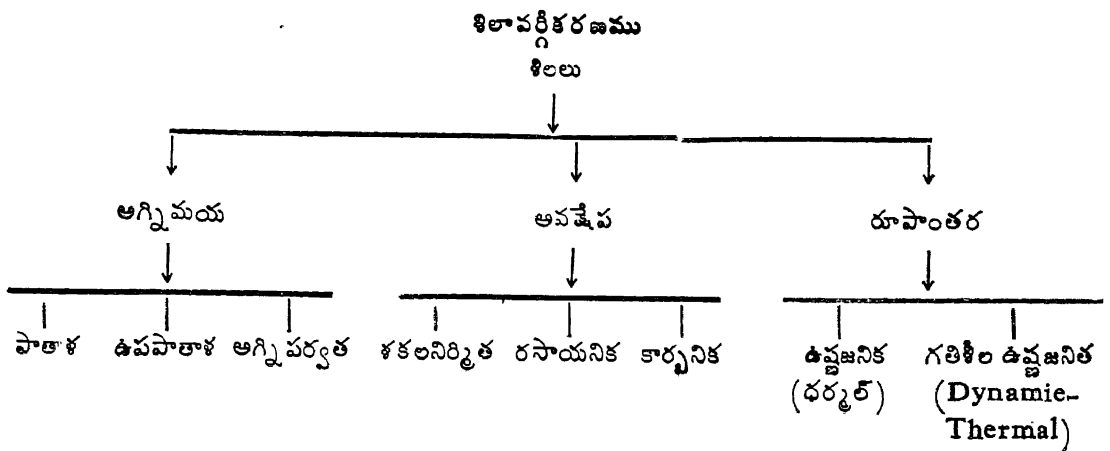 శిలావర్గీకరణము
శిలలు
అగ్నిమయ
అవక్షేప
రూపాంతర
పాతాళ
ఉపపాతాళ
అగ్నిపర్వత
శకలనిర్మిత
రసాయనిక
కార్బనిక
ఉష్ణజనిక
(థర్మల్)
గతిశీల ఉష్ణజనిత
(Dynamie-
Thermal)